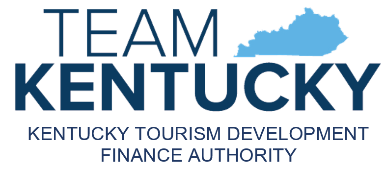 TEAM
KENTUCKY
KENTUCKY TOURISM DEVELOPMENT
FINANCE AUTHORITY